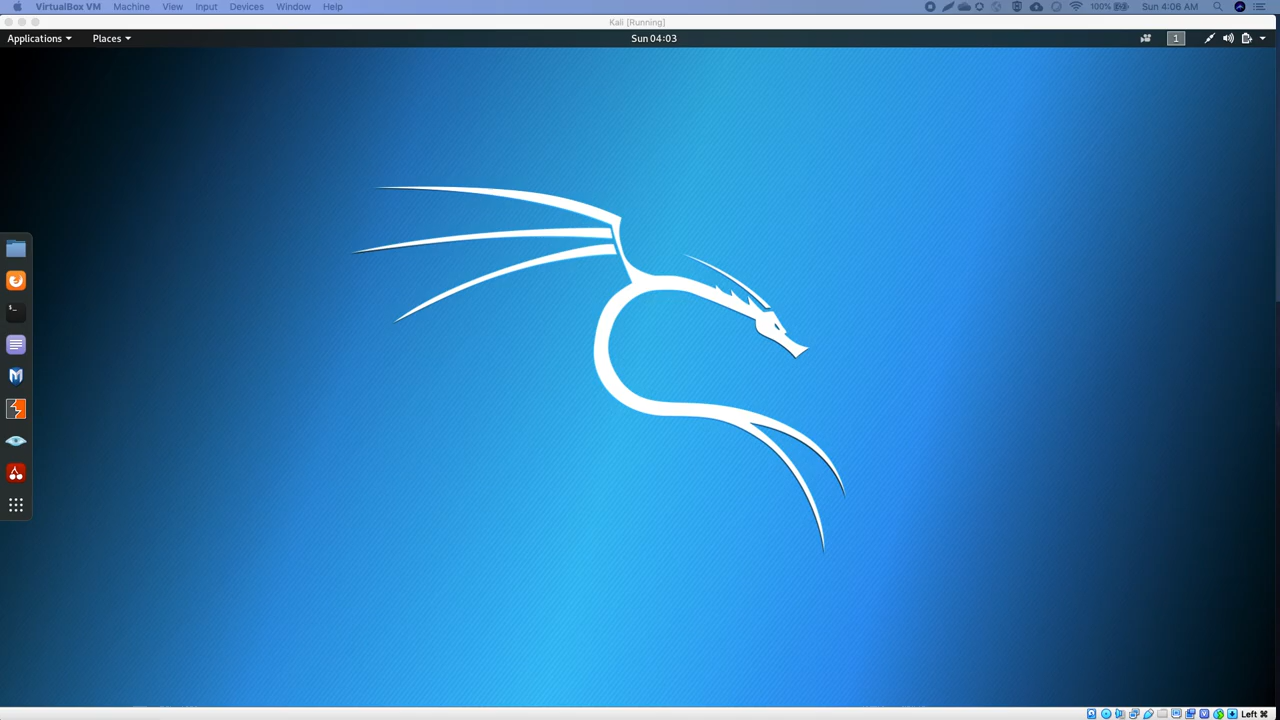 VirtualBox VM Machine View Input Devices Window Help 100% Sun 4:06 AM
Kali [Running]
Applications Places Sun 04:03 1
Left ⌘